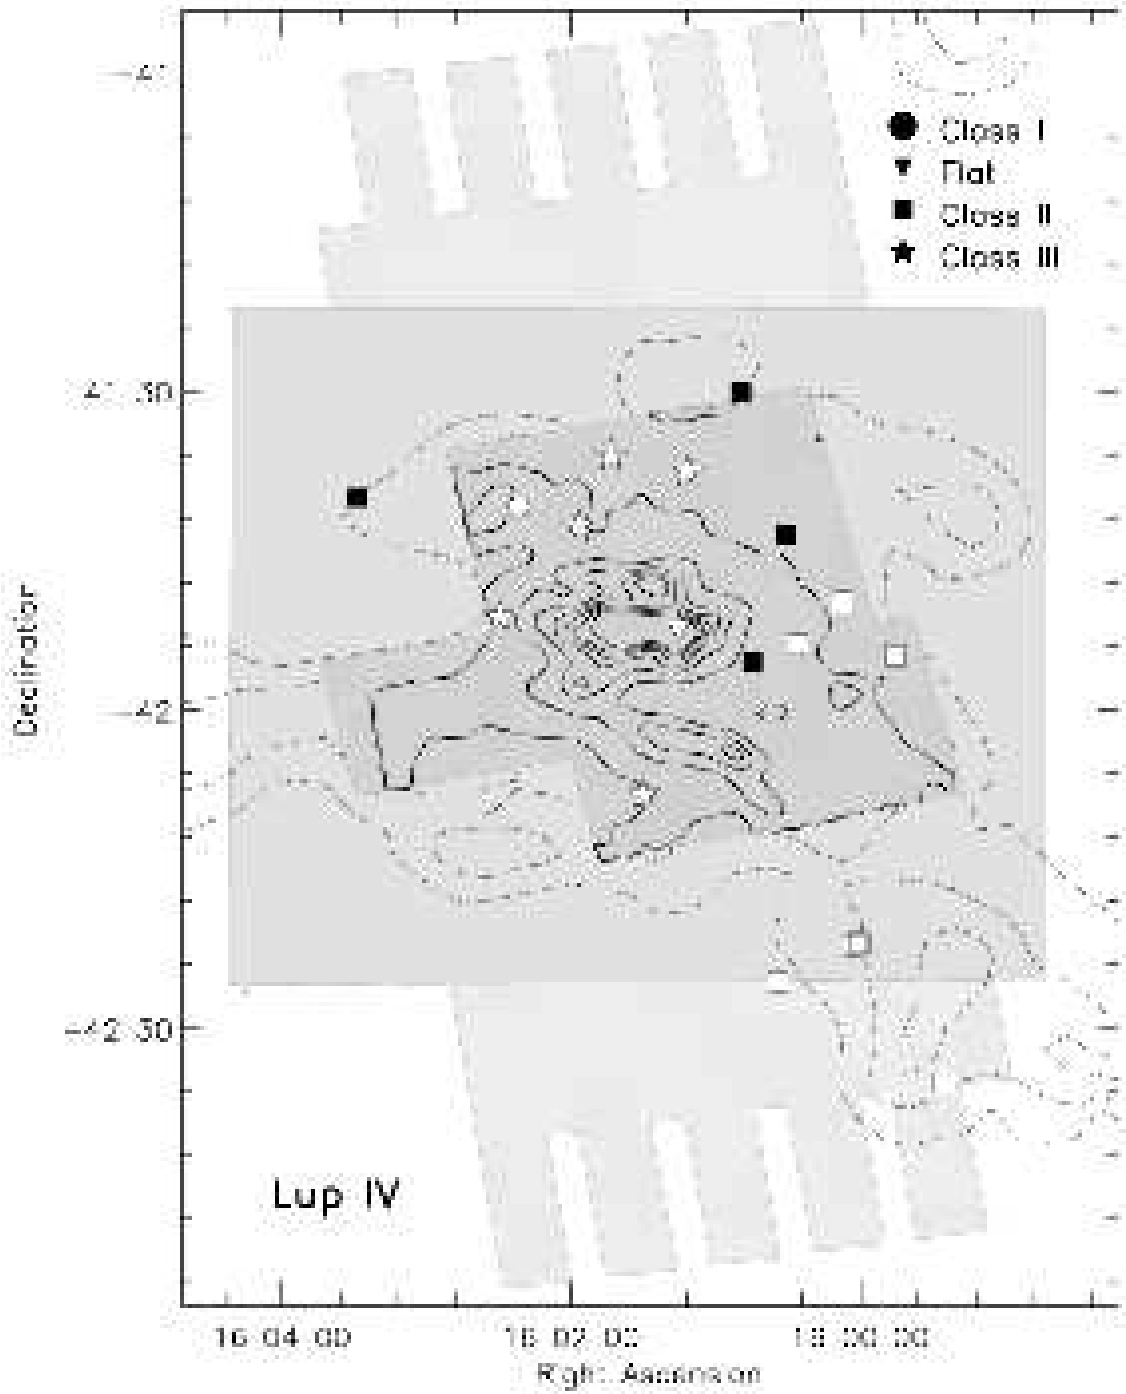 -41
Class I
Flat
Class II
Class III
-41 30
Declination
-42
-42 30
Lup IV
16 04 00
16 02 00
16 00 00
Right Ascension